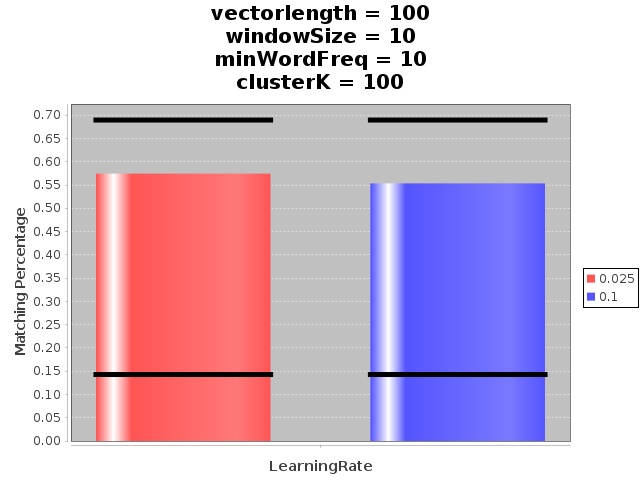 vectorlength = 100
windowSize = 10
minWordFreq = 10
clusterK = 100
0.70
0.65
0.60
0.55
0.50
0.45
0.40
0.35
0.30
0.25
0.20
0.15
0.10
0.05
0.00
Matching Percentage
LearningRate
0.025
0.1